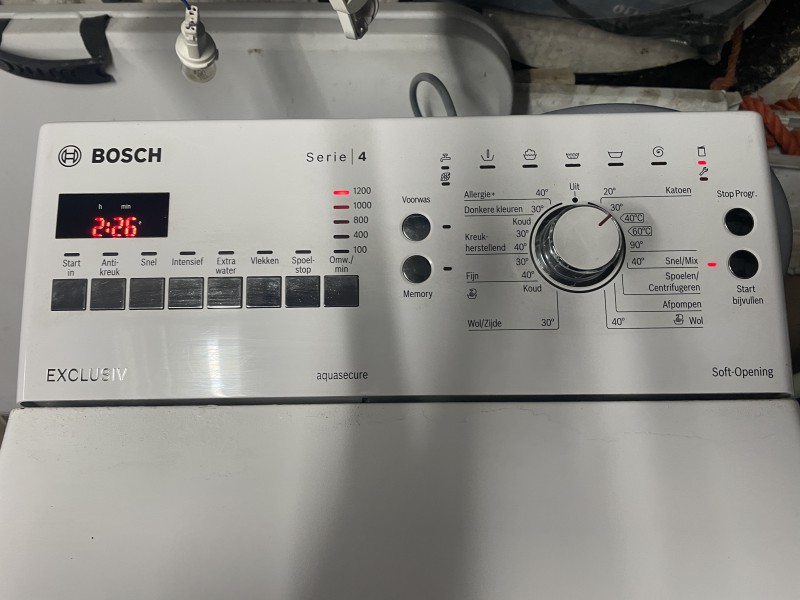 BOSCH
Serie | 4
h min
2:26
1200
1000
800
400
100
Start in
Anti-kreuk
Snel
Intensief
Extra water
Vlekken
Spoel-stop
Omw./min
Voorwas
Memory
Uit
Allergie+ 40°
Donkere kleuren 30°
Koud
Kreuk-herstellend 30°
40°
30°
Fijn 40°
Koud
Wol/Zijde 30°
20° Katoen
30°
40°C
60°C
90°
40° Snel/Mix
Spoelen/
Centrifugeren
Afpompen
40° Wol
Stop Progr.
Start
bijvullen
EXCLUSIV
aquasecure
Soft-Opening